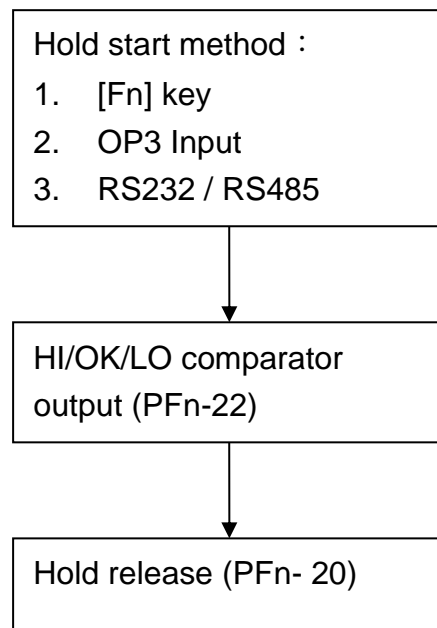 Hold start method：
1. [Fn] key
2. OP3 Input
3. RS232 / RS485
HI/OK/LO comparator
output (PFn-22)
Hold release (PFn- 20)